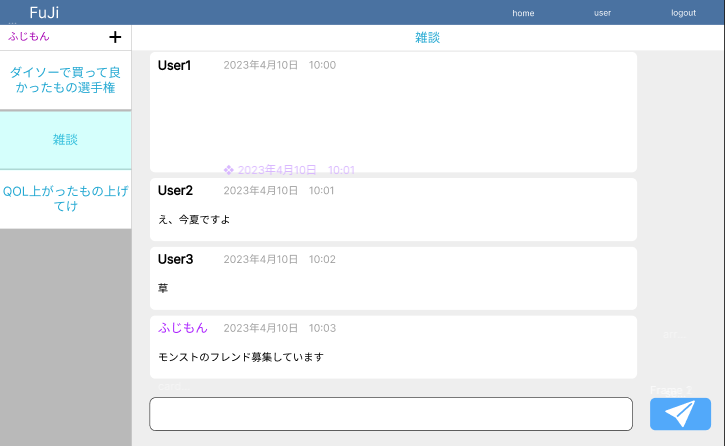 FuJi
home
user
logout
ふじもん
+
雑談
ダイソーで買って良
かったもの選手権
雑談
QOL上がったもの上げ
てけ
User1
2023年4月10日 10:00
❖ 2023年4月10日 10:01
User2
2023年4月10日 10:01
え、今夏ですよ
User3
2023年4月10日 10:02
草
ふじもん
2023年4月10日 10:03
モンストのフレンド募集しています